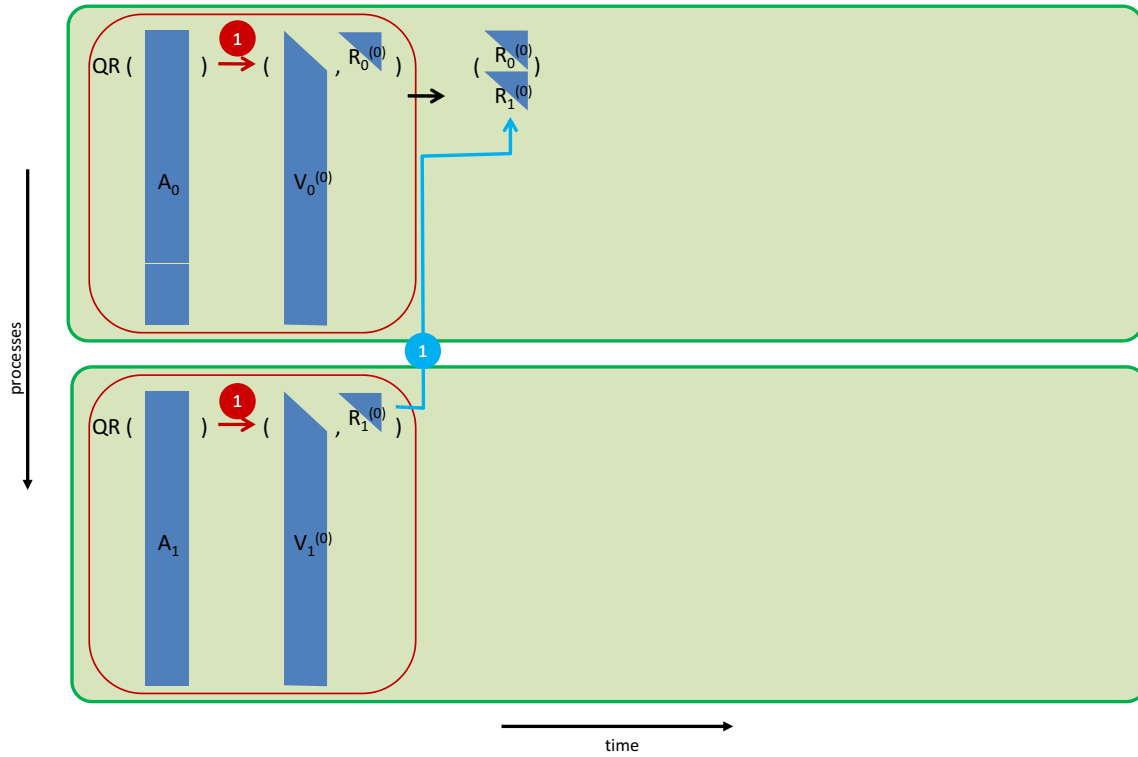 1
QR ( ) ( , R₀⁽⁰⁾ ) ( R₀⁽⁰⁾ )
R₁⁽⁰⁾
A₀ V₀⁽⁰⁾
processes
1
1
QR ( ) ( , R₁⁽⁰⁾ )
A₁ V₁⁽⁰⁾
time